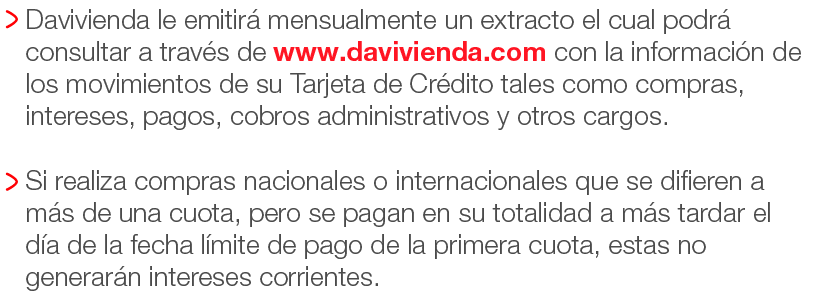 > Davivienda le emitirá mensualmente un extracto el cual podrá
consultar a través de www.davivienda.com con la información de
los movimientos de su Tarjeta de Crédito tales como compras,
intereses, pagos, cobros administrativos y otros cargos.
> Si realiza compras nacionales o internacionales que se difieren a
más de una cuota, pero se pagan en su totalidad a más tardar el
día de la fecha límite de pago de la primera cuota, estas no
generarán intereses corrientes.